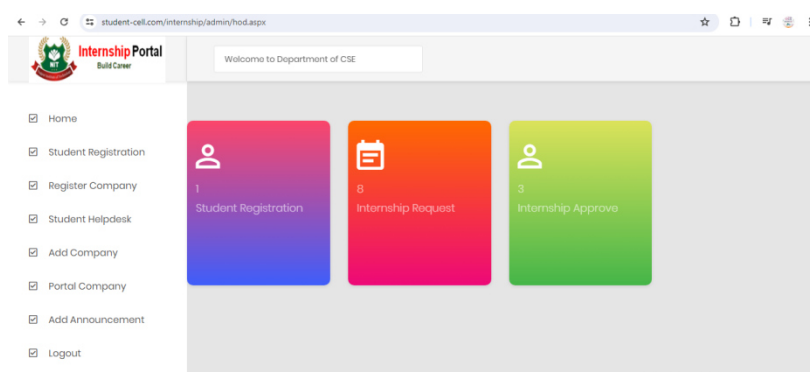 student-cell.com/internship/admin/hod.aspx
Internship Portal
Build Career
Welcome to Department of CSE
Home
Student Registration
Register Company
Student Helpdesk
Add Company
Portal Company
Add Announcement
Logout
1
Student Registration
8
Internship Request
3
Internship Approve